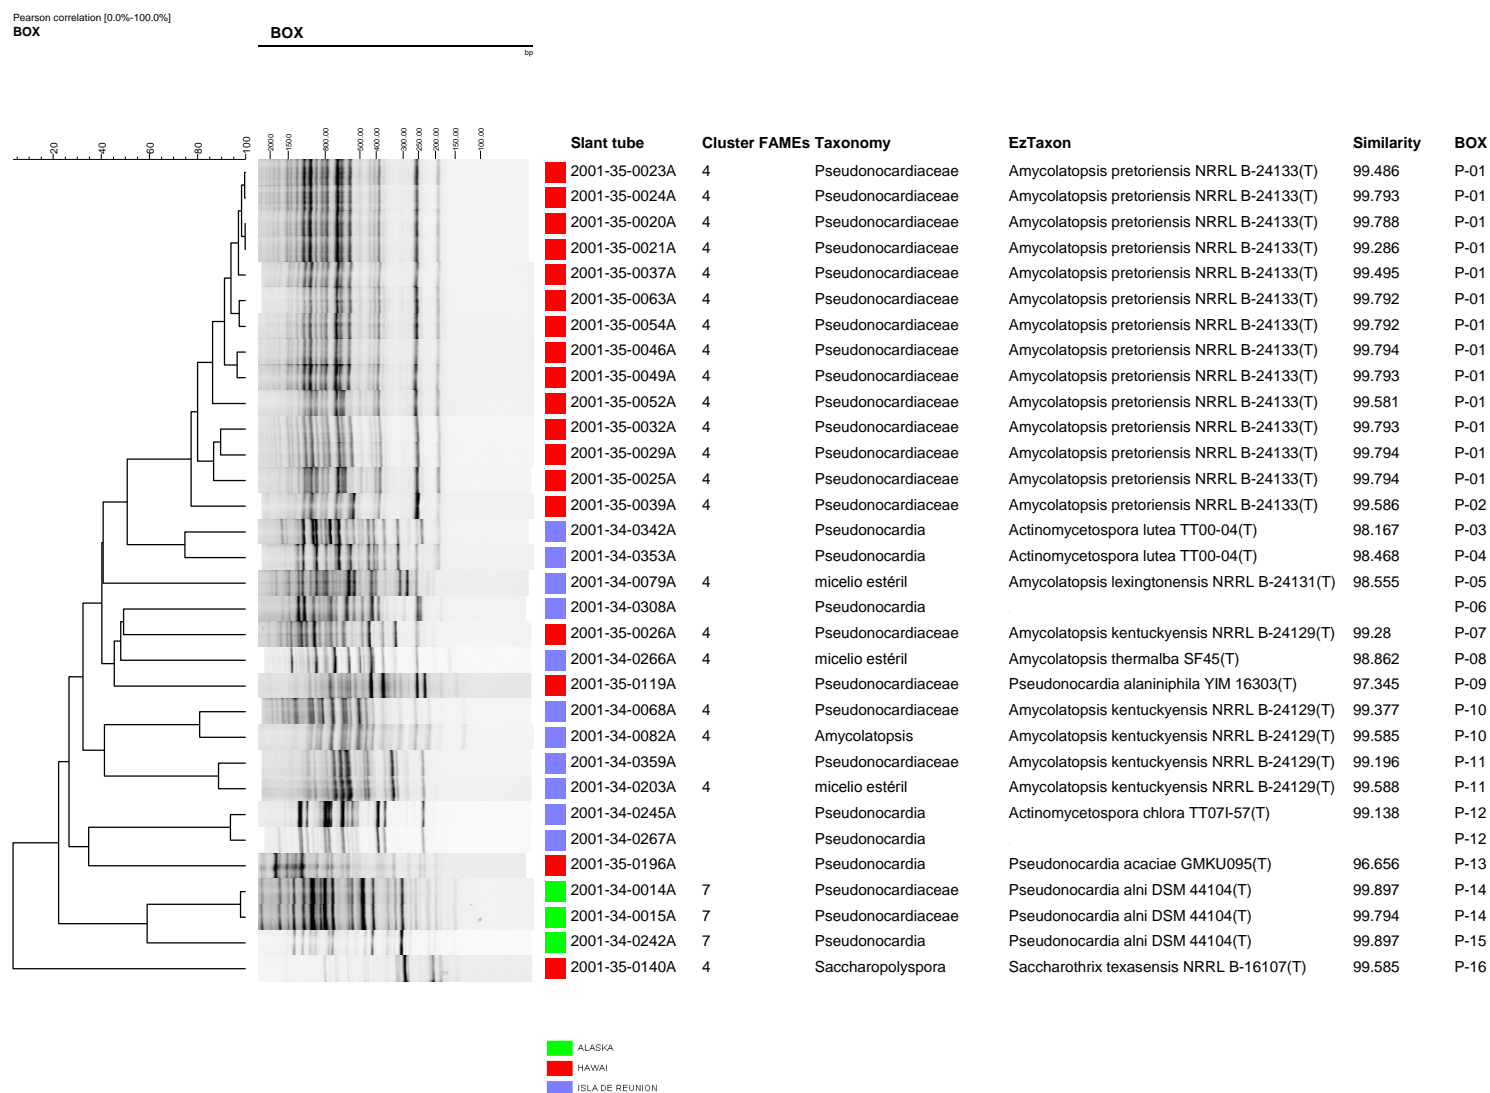 Pearson correlation [0.0%-100.0%]
BOX
BOX
bp
20 40 60 80 100
2000 1500 800.00 500.00 400.00 300.00 250.00 200.00 150.00 100.00
Slant tube Cluster FAMEs Taxonomy EzTaxon Similarity BOX
2001-35-0023A 4 Pseudonocardiaceae Amycolatopsis pretoriensis NRRL B-24133(T) 99.486 P-01
2001-35-0024A 4 Pseudonocardiaceae Amycolatopsis pretoriensis NRRL B-24133(T) 99.793 P-01
2001-35-0020A 4 Pseudonocardiaceae Amycolatopsis pretoriensis NRRL B-24133(T) 99.788 P-01
2001-35-0021A 4 Pseudonocardiaceae Amycolatopsis pretoriensis NRRL B-24133(T) 99.286 P-01
2001-35-0037A 4 Pseudonocardiaceae Amycolatopsis pretoriensis NRRL B-24133(T) 99.495 P-01
2001-35-0063A 4 Pseudonocardiaceae Amycolatopsis pretoriensis NRRL B-24133(T) 99.792 P-01
2001-35-0054A 4 Pseudonocardiaceae Amycolatopsis pretoriensis NRRL B-24133(T) 99.792 P-01
2001-35-0046A 4 Pseudonocardiaceae Amycolatopsis pretoriensis NRRL B-24133(T) 99.794 P-01
2001-35-0049A 4 Pseudonocardiaceae Amycolatopsis pretoriensis NRRL B-24133(T) 99.793 P-01
2001-35-0052A 4 Pseudonocardiaceae Amycolatopsis pretoriensis NRRL B-24133(T) 99.581 P-01
2001-35-0032A 4 Pseudonocardiaceae Amycolatopsis pretoriensis NRRL B-24133(T) 99.793 P-01
2001-35-0029A 4 Pseudonocardiaceae Amycolatopsis pretoriensis NRRL B-24133(T) 99.794 P-01
2001-35-0025A 4 Pseudonocardiaceae Amycolatopsis pretoriensis NRRL B-24133(T) 99.794 P-01
2001-35-0039A 4 Pseudonocardiaceae Amycolatopsis pretoriensis NRRL B-24133(T) 99.586 P-02
2001-34-0342A Pseudonocardia Actinomycetospora lutea TT00-04(T) 98.167 P-03
2001-34-0353A Pseudonocardia Actinomycetospora lutea TT00-04(T) 98.468 P-04
2001-34-0079A 4 micelio estéril Amycolatopsis lexingtonensis NRRL B-24131(T) 98.555 P-05
2001-34-0308A Pseudonocardia P-06
2001-35-0026A 4 Pseudonocardiaceae Amycolatopsis kentuckyensis NRRL B-24129(T) 99.28 P-07
2001-34-0266A 4 micelio estéril Amycolatopsis thermalba SF45(T) 98.862 P-08
2001-35-0119A Pseudonocardiaceae Pseudonocardia alaniniphila YIM 16303(T) 97.345 P-09
2001-34-0068A 4 Pseudonocardiaceae Amycolatopsis kentuckyensis NRRL B-24129(T) 99.377 P-10
2001-34-0082A 4 Amycolatopsis Amycolatopsis kentuckyensis NRRL B-24129(T) 99.585 P-10
2001-34-0359A Pseudonocardiaceae Amycolatopsis kentuckyensis NRRL B-24129(T) 99.196 P-11
2001-34-0203A 4 micelio estéril Amycolatopsis kentuckyensis NRRL B-24129(T) 99.588 P-11
2001-34-0245A Pseudonocardia Actinomycetospora chlora TT07I-57(T) 99.138 P-12
2001-34-0267A Pseudonocardia P-12
2001-35-0196A Pseudonocardia Pseudonocardia acaciae GMKU095(T) 96.656 P-13
2001-34-0014A 7 Pseudonocardiaceae Pseudonocardia alni DSM 44104(T) 99.897 P-14
2001-34-0015A 7 Pseudonocardiaceae Pseudonocardia alni DSM 44104(T) 99.794 P-14
2001-34-0242A 7 Pseudonocardia Pseudonocardia alni DSM 44104(T) 99.897 P-15
2001-35-0140A 4 Saccharopolyspora Saccharothrix texasensis NRRL B-16107(T) 99.585 P-16
ALASKA
HAWAI
ISLA DE REUNION